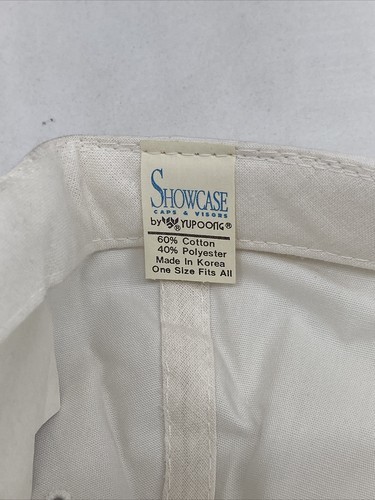 SHOWCASE
CAPS & VISORS
by ® YUPOONG®
60% Cotton
40% Polyester
Made In Korea
One Size Fits All